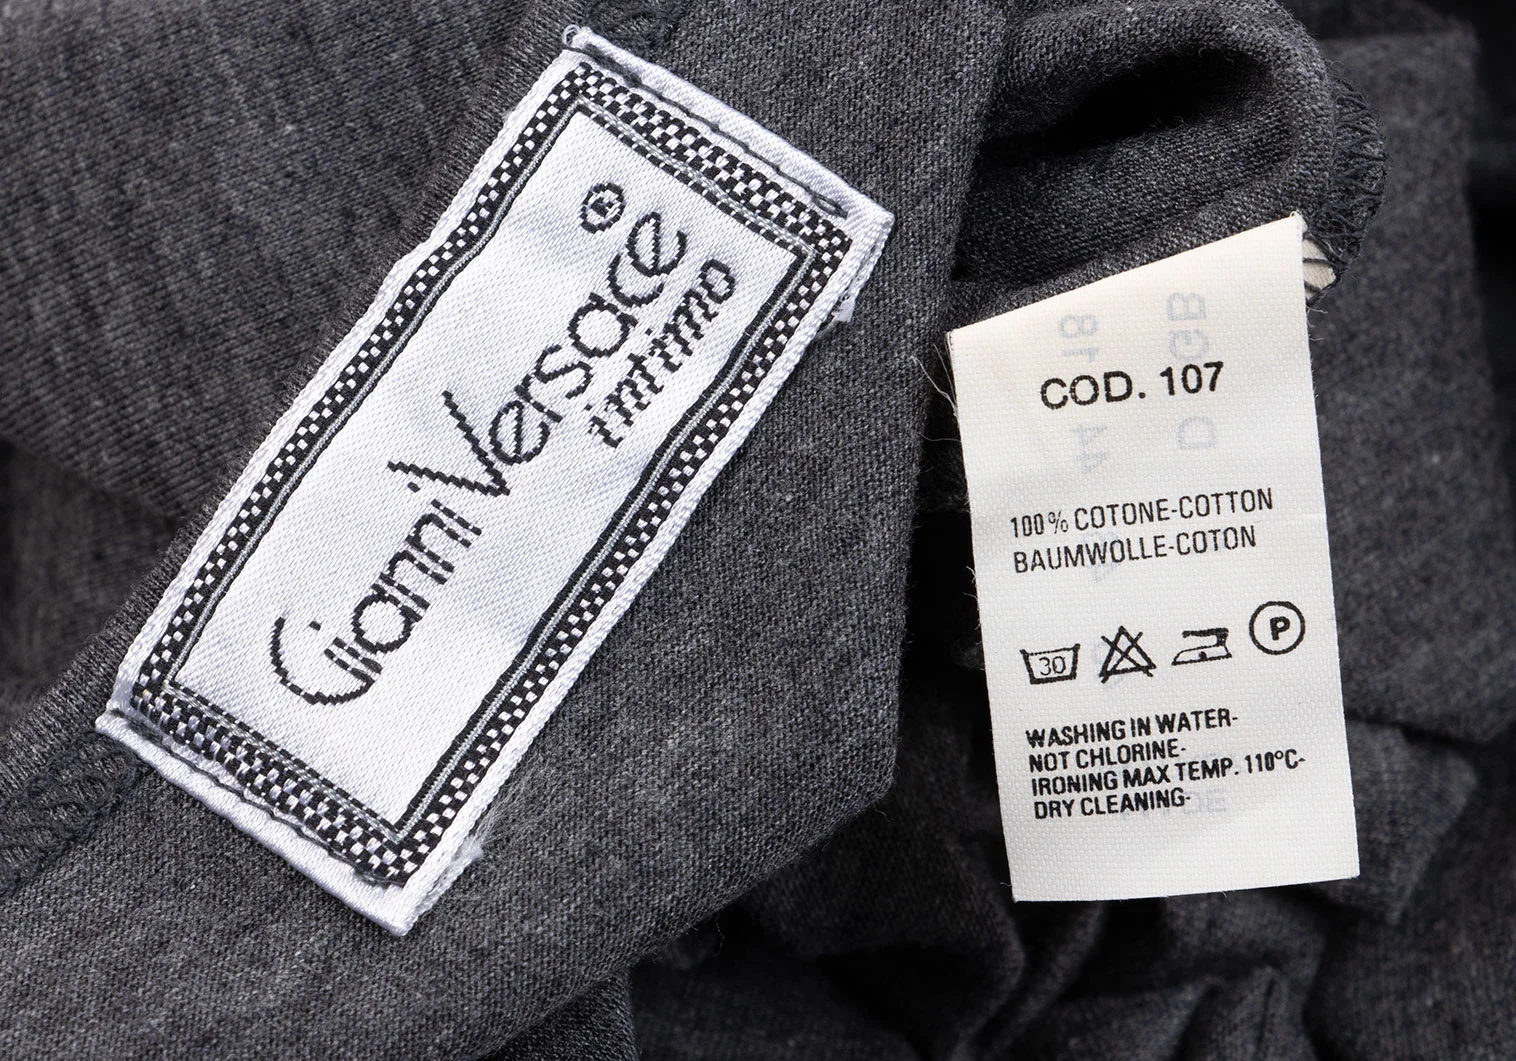 Gianni Versace ®
intimo
COD. 107
100% COTONE-COTTON
BAUMWOLLE-COTON
30
P
WASHING IN WATER-
NOT CHLORINE-
IRONING MAX TEMP. 110°C-
DRY CLEANING-